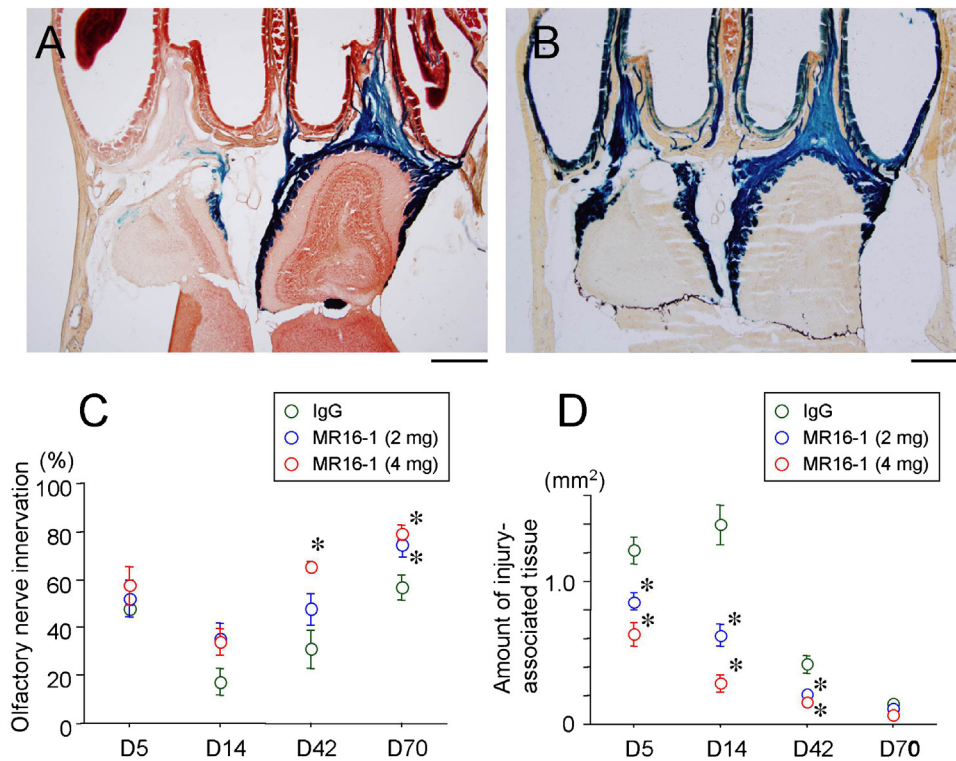 A
B
C
IgG
MR16-1 (2 mg)
MR16-1 (4 mg)
(%)
100
80
60
40
20
0
Olfactory nerve innervation
*
*
*
D5 D14 D42 D70
D
IgG
MR16-1 (2 mg)
MR16-1 (4 mg)
(mm²)
1.0
0
Amount of injury-
associated tissue
*
*
*
*
*
*
D5 D14 D42 D70